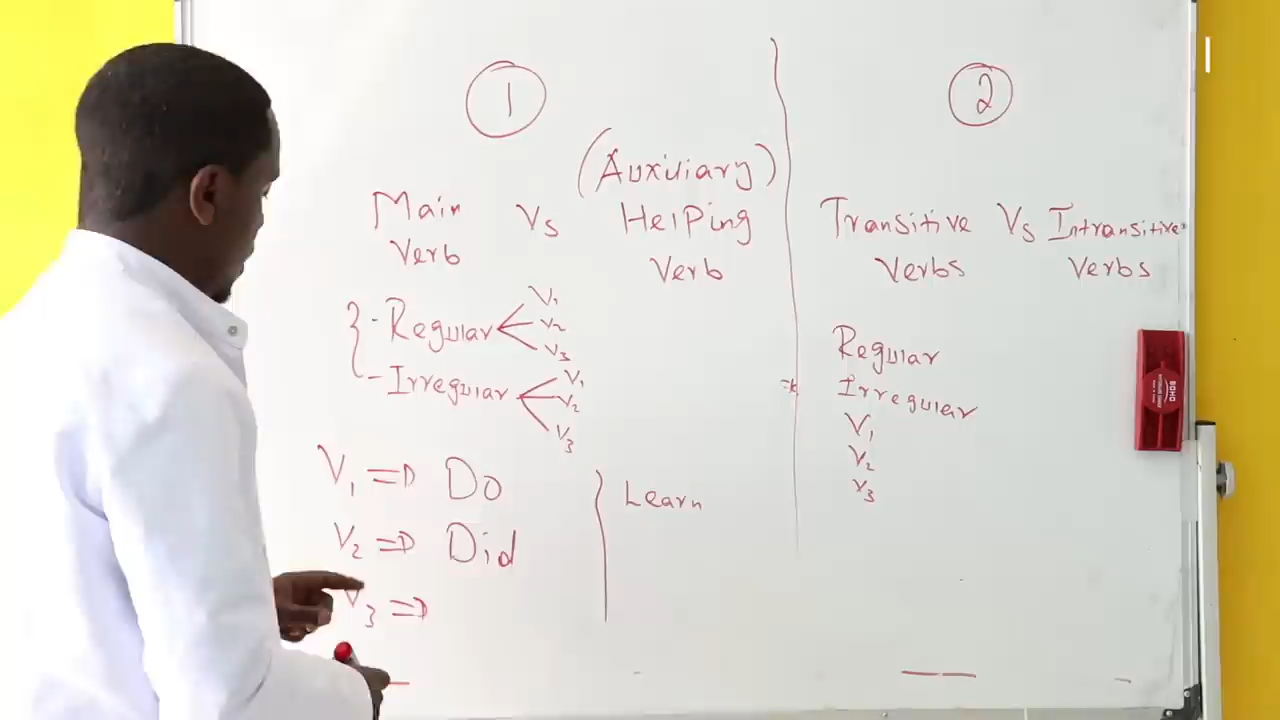 1
(Auxiliary)
Main Vs Helping
Verb Verb
- Regular V1
V2
V3
- Irregular V1
V2
V3
V1 ⇒ Do
V2 ⇒ Did
V3 ⇒
Learn
2
Transitive Vs Intransitive
Verbs Verbs
Regular
Irregular
V1
V2
V3
BOHO